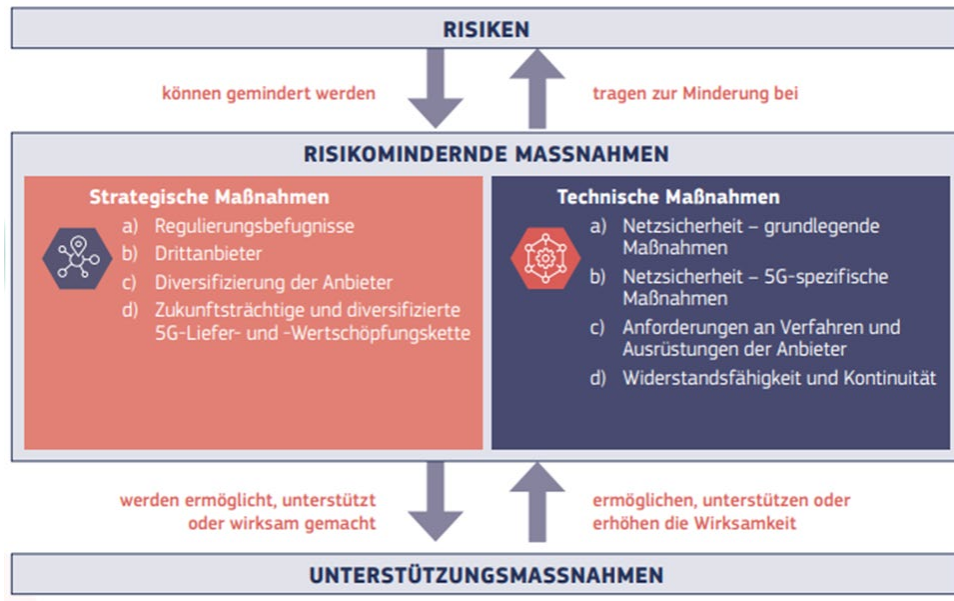 RISIKEN
können gemindert werden
tragen zur Minderung bei
RISIKOMINDERNDE MASSNAHMEN
Strategische Maßnahmen
a) Regulierungsbefugnisse
b) Drittanbieter
c) Diversifizierung der Anbieter
d) Zukunftsträchtige und diversifizierte
5G-Liefer- und -Wertschöpfungskette
Technische Maßnahmen
a) Netzsicherheit – grundlegende
Maßnahmen
b) Netzsicherheit – 5G-spezifische
Maßnahmen
c) Anforderungen an Verfahren und
Ausrüstungen der Anbieter
d) Widerstandsfähigkeit und Kontinuität
werden ermöglicht, unterstützt
oder wirksam gemacht
ermöglichen, unterstützen oder
erhöhen die Wirksamkeit
UNTERSTÜTZUNGSMASSNAHMEN